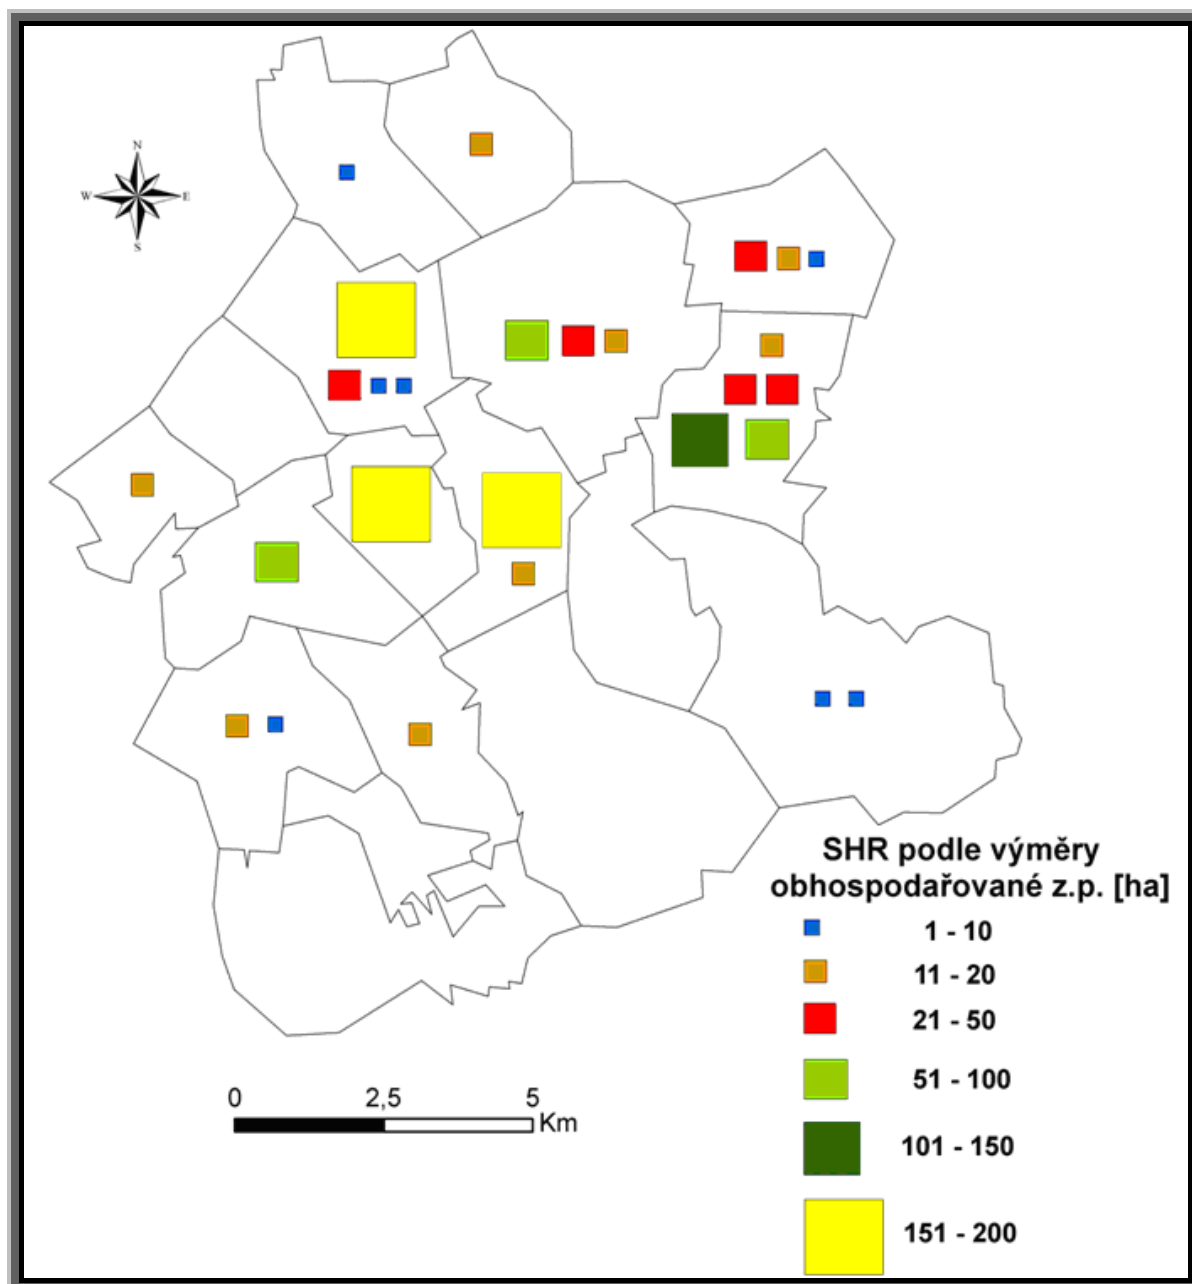 N
W
E
S
SHR podle výměry
obhospodařované z.p. [ha]
1 - 10
11 - 20
21 - 50
51 - 100
101 - 150
151 - 200
0 2,5 5
Km